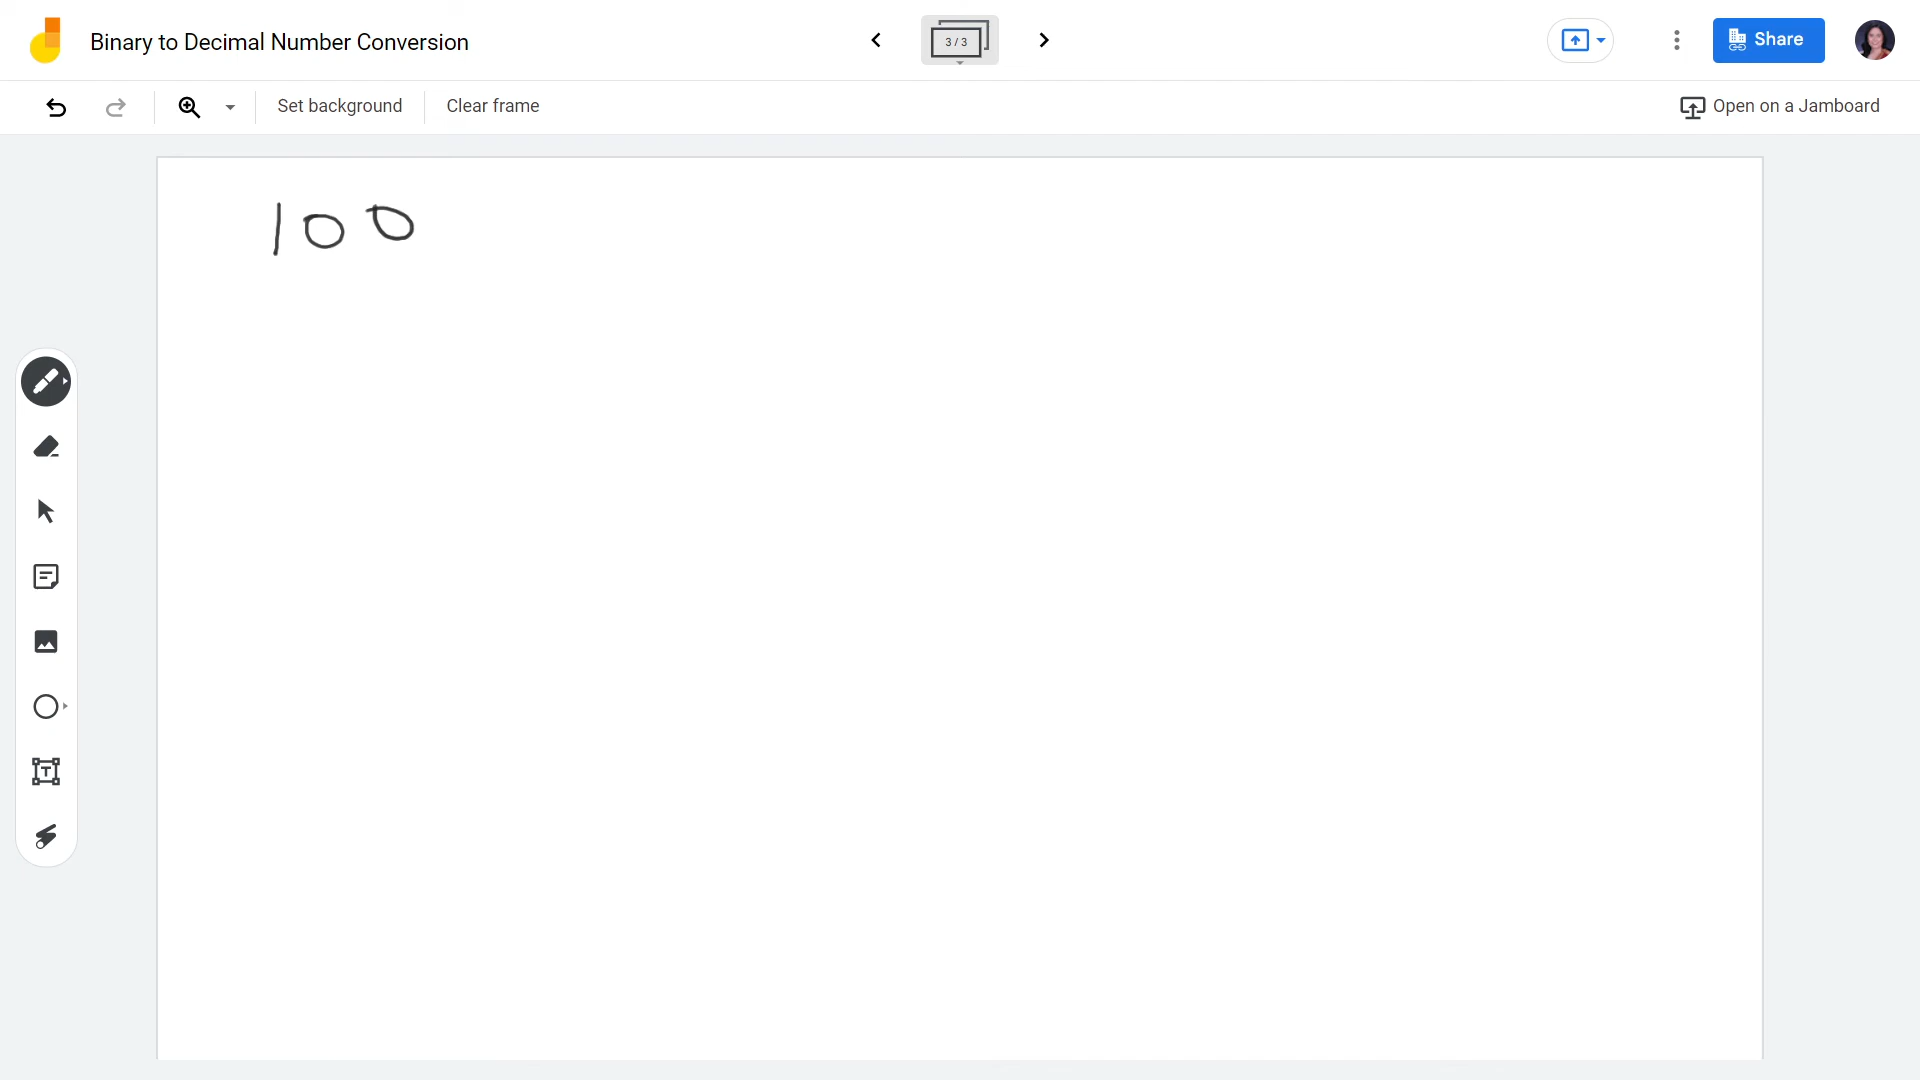 Binary to Decimal Number Conversion
3 / 3
Share
Set background
Clear frame
Open on a Jamboard
100
T